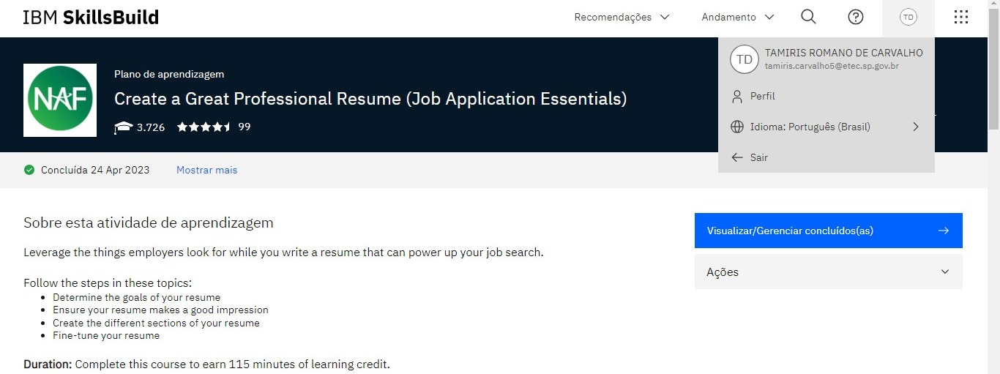 IBM SkillsBuild
Recomendações
Andamento
TD
TD
TAMIRIS ROMANO DE CARVALHO
tamiris.carvalho5@etec.sp.gov.br
Perfil
Idioma: Português (Brasil)
Sair
NAF
Plano de aprendizagem
Create a Great Professional Resume (Job Application Essentials)
3.726 99
Concluída 24 Apr 2023 Mostrar mais
Sobre esta atividade de aprendizagem
Leverage the things employers look for while you write a resume that can power up your job search.
Follow the steps in these topics:
Determine the goals of your resume
Ensure your resume makes a good impression
Create the different sections of your resume
Fine-tune your resume
Duration: Complete this course to earn 115 minutes of learning credit.
Visualizar/Gerenciar concluídos(as)
Ações